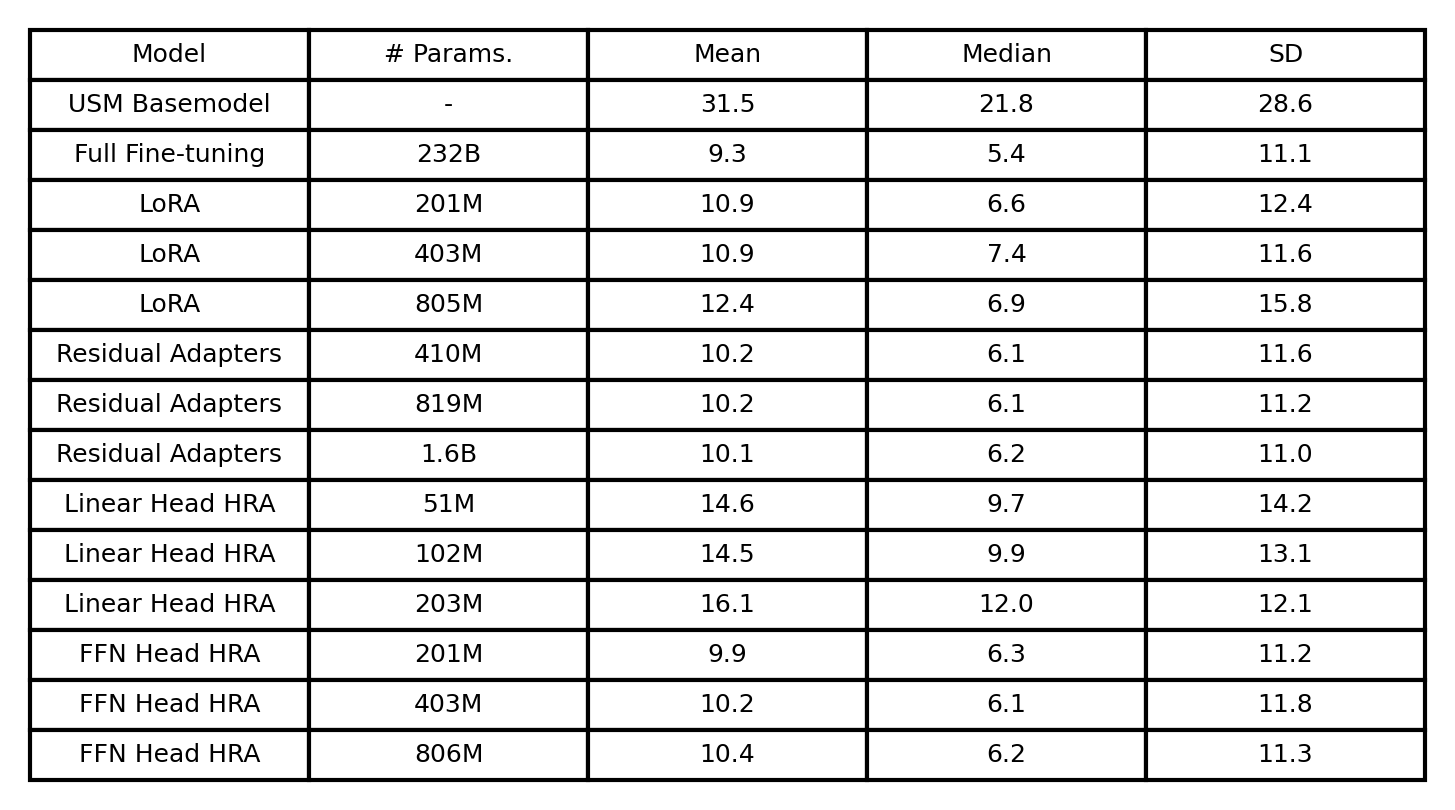 Model # Params. Mean Median SD
USM Basemodel - 31.5 21.8 28.6
Full Fine-tuning 232B 9.3 5.4 11.1
LoRA 201M 10.9 6.6 12.4
LoRA 403M 10.9 7.4 11.6
LoRA 805M 12.4 6.9 15.8
Residual Adapters 410M 10.2 6.1 11.6
Residual Adapters 819M 10.2 6.1 11.2
Residual Adapters 1.6B 10.1 6.2 11.0
Linear Head HRA 51M 14.6 9.7 14.2
Linear Head HRA 102M 14.5 9.9 13.1
Linear Head HRA 203M 16.1 12.0 12.1
FFN Head HRA 201M 9.9 6.3 11.2
FFN Head HRA 403M 10.2 6.1 11.8
FFN Head HRA 806M 10.4 6.2 11.3